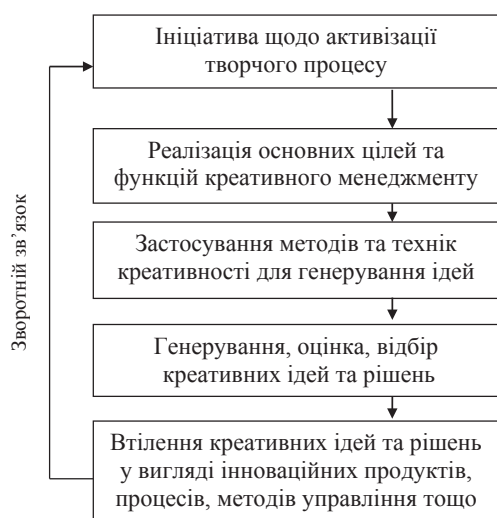 Ініціатива щодо активізації
творчого процесу
Реалізація основних цілей та
функцій креативного менеджменту
Застосування методів та технік
креативності для генерування ідей
Генерування, оцінка, відбір
креативних ідей та рішень
Втілення креативних ідей та рішень
у вигляді інноваційних продуктів,
процесів, методів управління тощо
Зворотній зв’язок